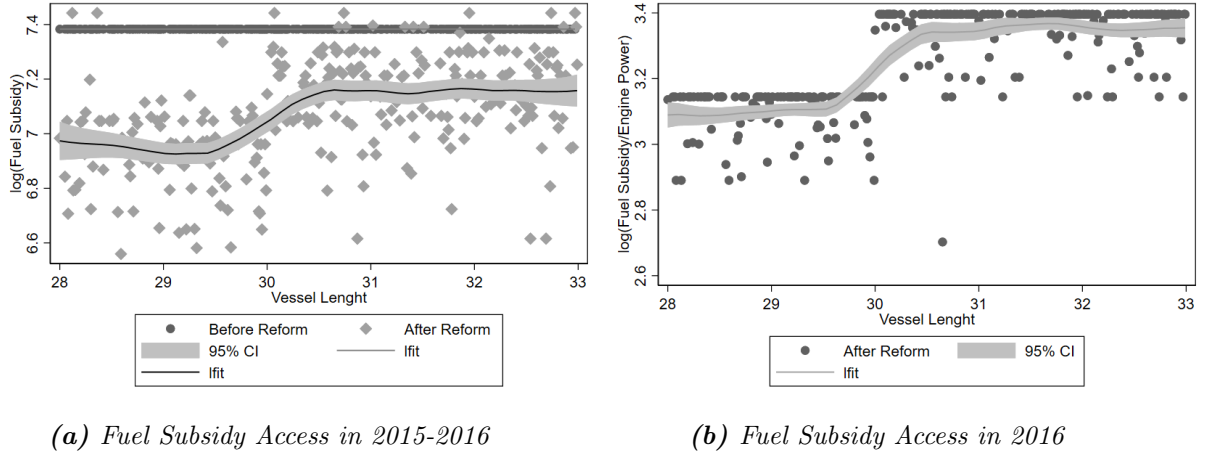 log(Fuel Subsidy)
7.4
7.2
7
6.8
6.6
28 29 30 31 32 33
Vessel Lenght
Before Reform After Reform
95% CI lfit
lfit
(a) Fuel Subsidy Access in 2015-2016
log(Fuel Subsidy/Engine Power)
3.4
3.2
3
2.8
2.6
28 29 30 31 32 33
Vessel Lenght
After Reform 95% CI
lfit
(b) Fuel Subsidy Access in 2016